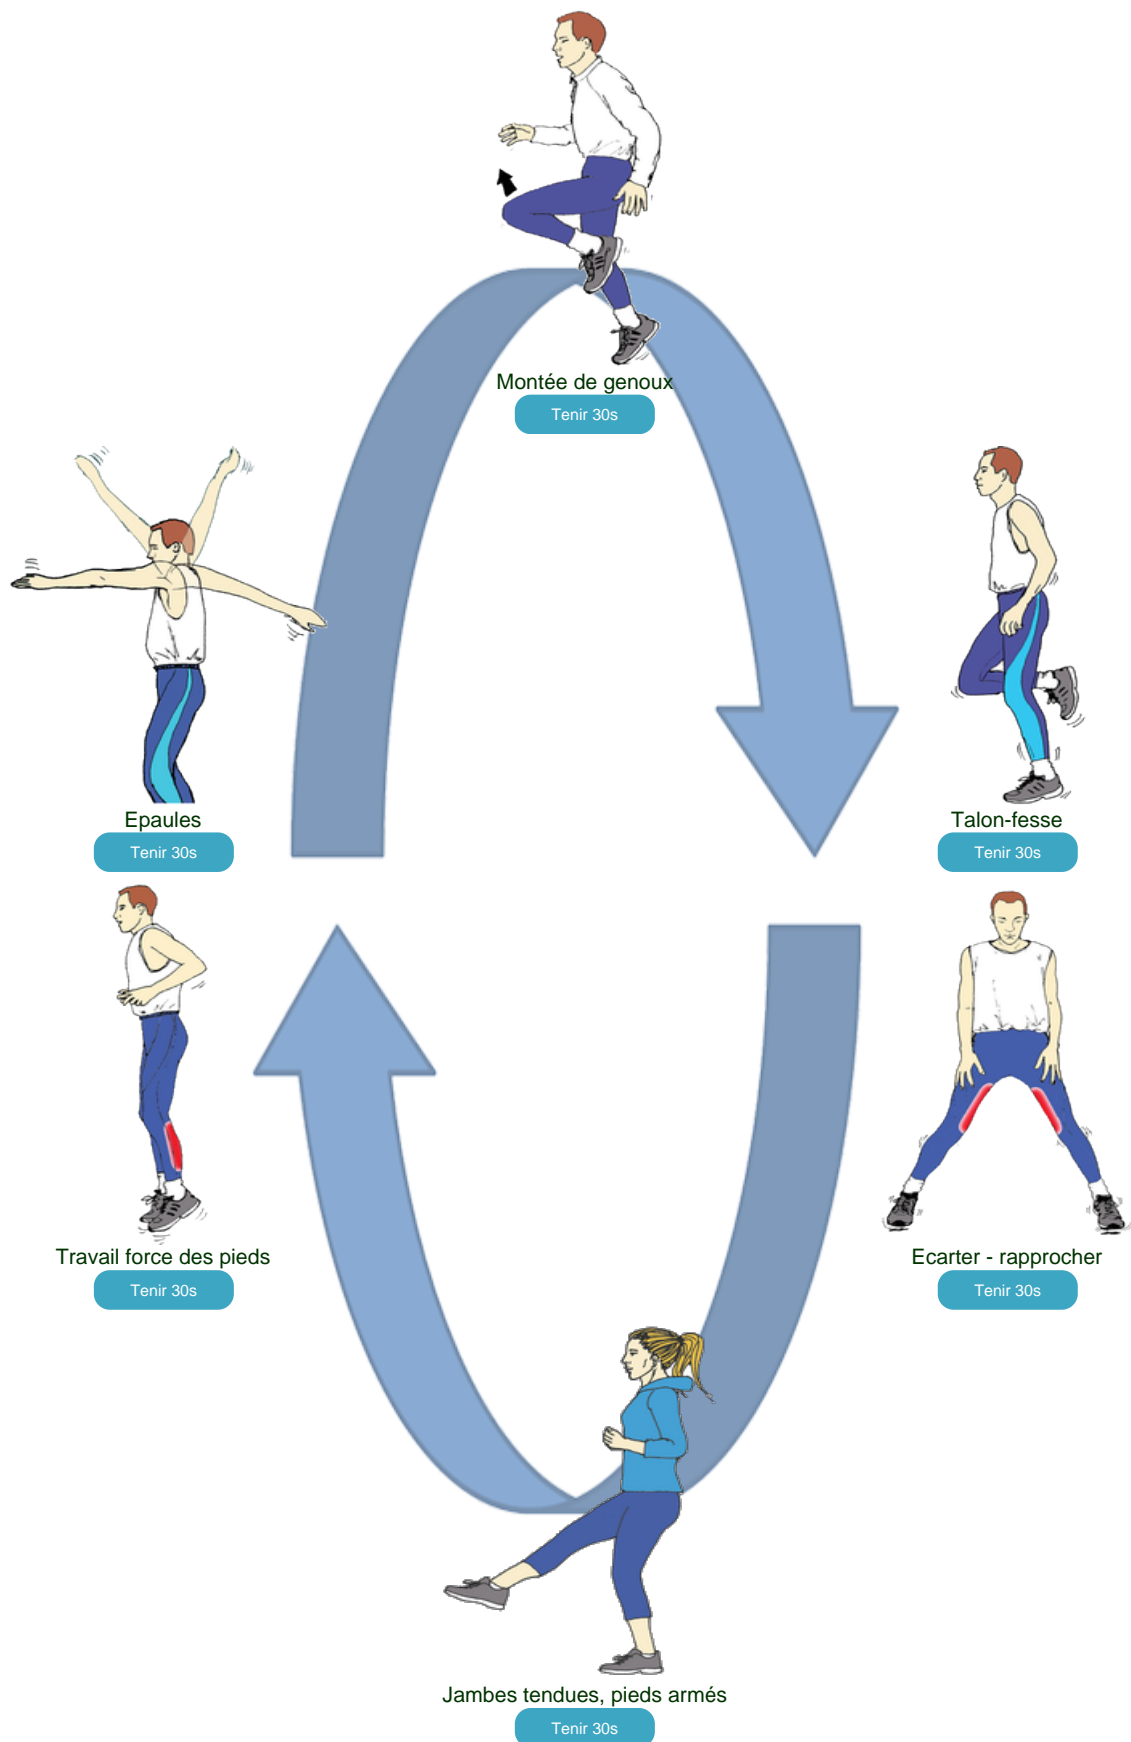 Montée de genoux
Tenir 30s
Epaules
Tenir 30s
Talon-fesse
Tenir 30s
Travail force des pieds
Tenir 30s
Ecarter - rapprocher
Tenir 30s
Jambes tendues, pieds armés
Tenir 30s